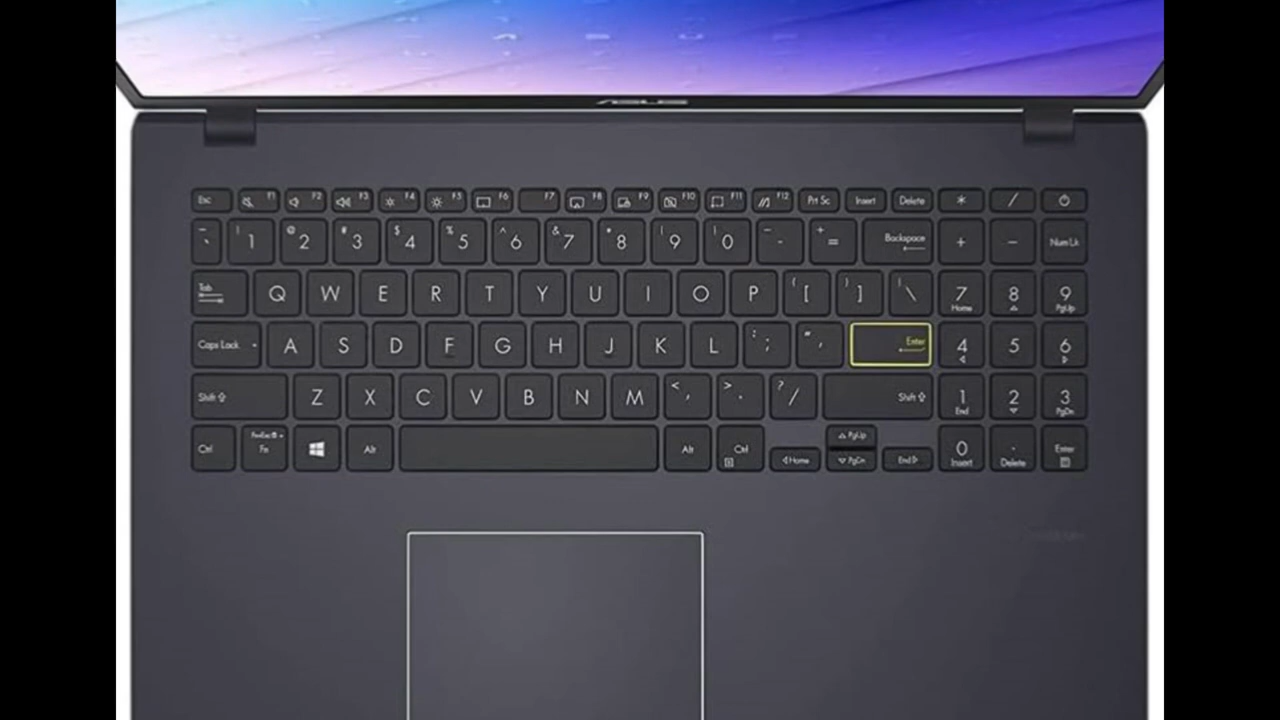 ASUS
Esc F1 F2 F3 F4 F5 F6 F7 F8 F9 F10 F11 F12 Prt Sc Insert Delete * /
~ ` ! 1 @ 2 # 3 $ 4 % 5 ^ 6 & 7 * 8 ( 9 ) 0 _ - + = Backspace + - Num Lk
Tab Q W E R T Y U I O P { [ } ] | \ 7 Home 8 9 PgUp
Caps Lock A S D F G H J K L : ; " ' Enter 4 5 6
Shift Z X C V B N M < , > . ? / Shift 1 End 2 3 PgDn
Ctrl Fn Alt Alt Ctrl Home PgUp PgDn End 0 Insert . Delete Enter